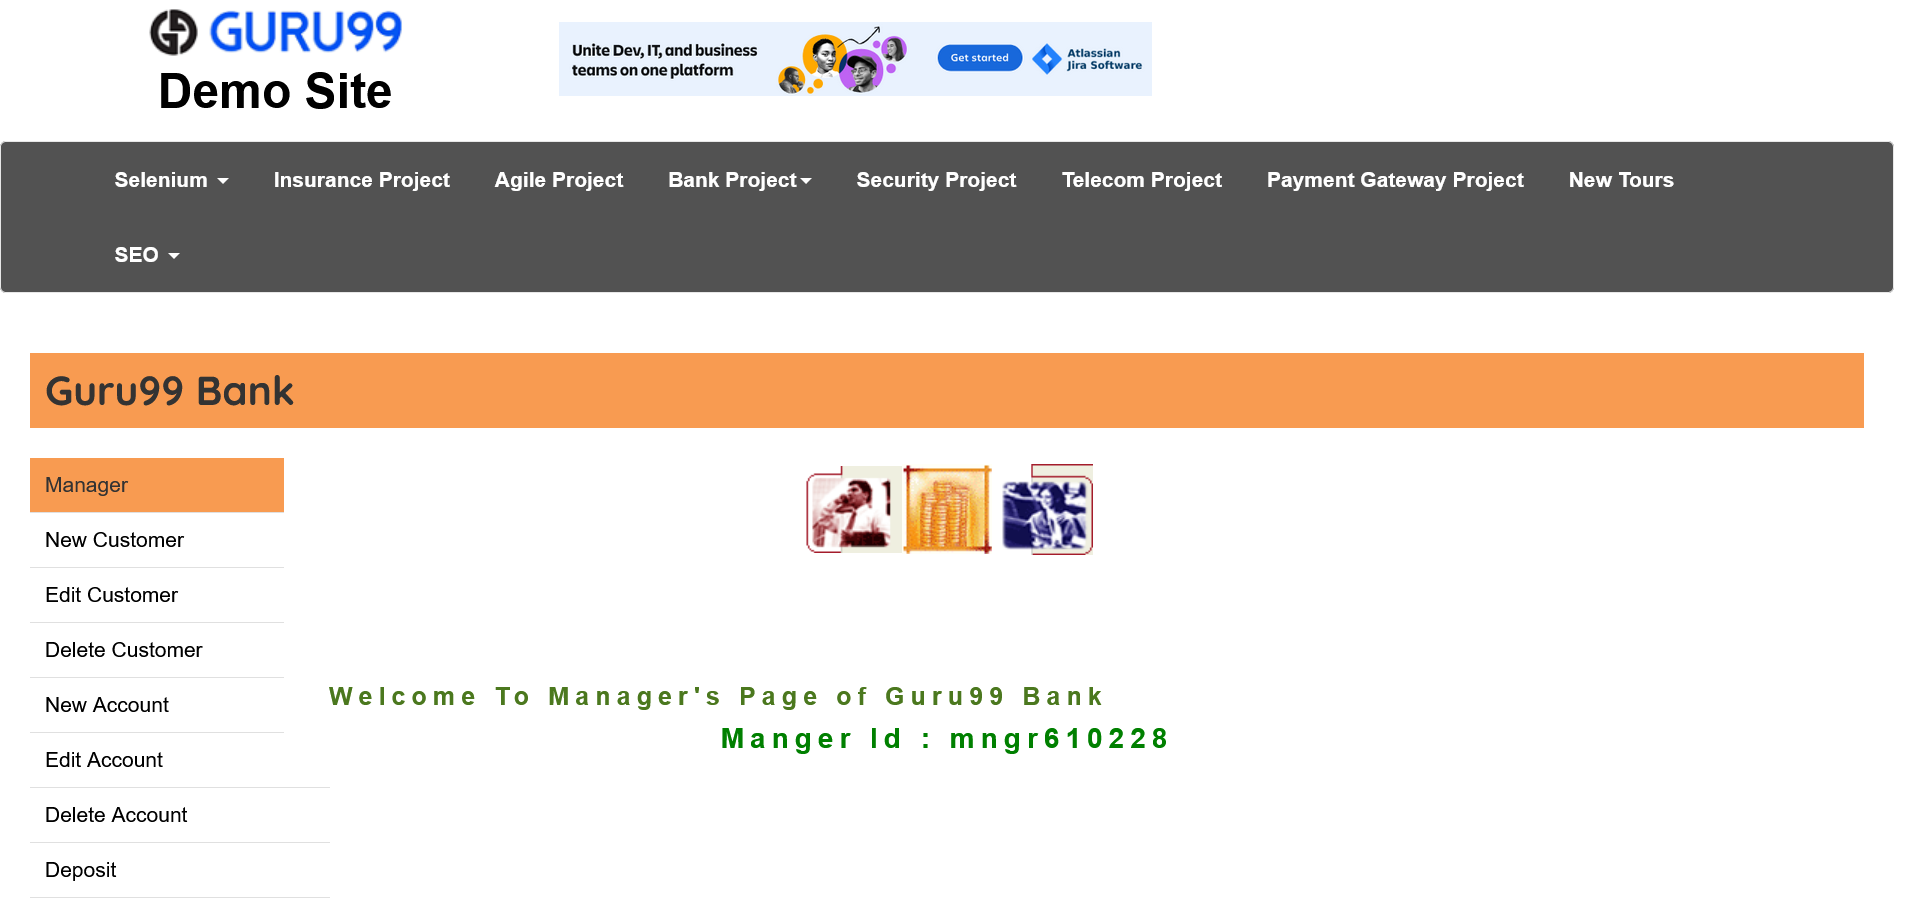 GURU99
Demo Site
Unite Dev, IT, and business
teams on one platform
Get started
Atlassian
Jira Software
Selenium
Insurance Project
Agile Project
Bank Project
Security Project
Telecom Project
Payment Gateway Project
New Tours
SEO
Guru99 Bank
Manager
New Customer
Edit Customer
Delete Customer
New Account
Edit Account
Delete Account
Deposit
Welcome To Manager's Page of Guru99 Bank
Manger Id : mngr610228